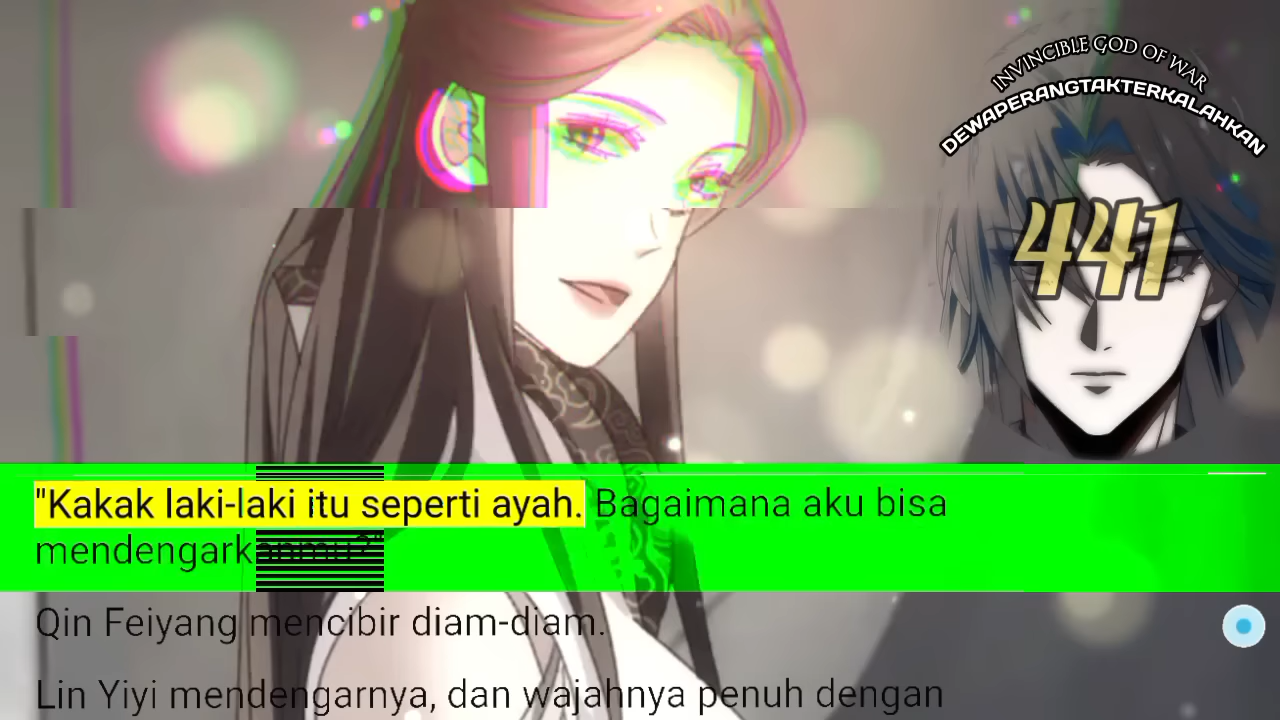 INVINCIBLE GOD OF WAR
DEWAPERANGTAKTERKALAHKAN
441
"Kakak laki-laki itu seperti ayah. Bagaimana aku bisa
mendengarkanmu?"
Qin Feiyang mencibir diam-diam.
Lin Yiyi mendengarnya, dan wajahnya penuh dengan